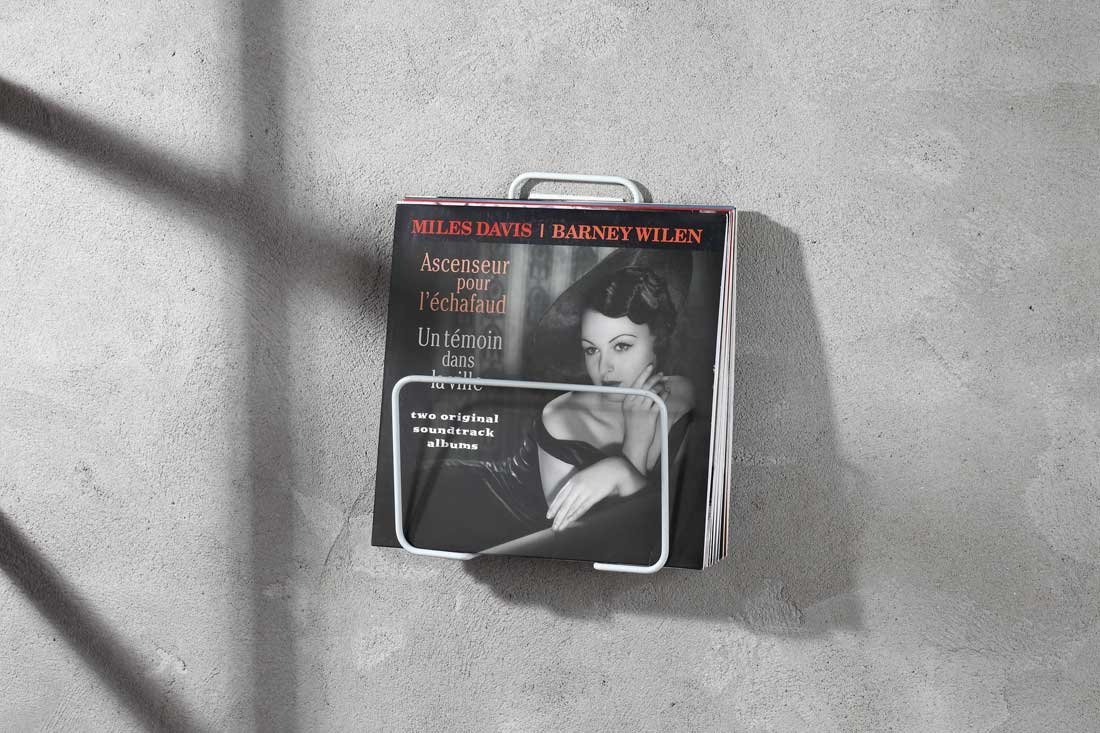 MILES DAVIS | BARNEY WILEN
Ascenseur
pour
l'échafaud
Un témoin
dans
la ville
two original
soundtrack
albums